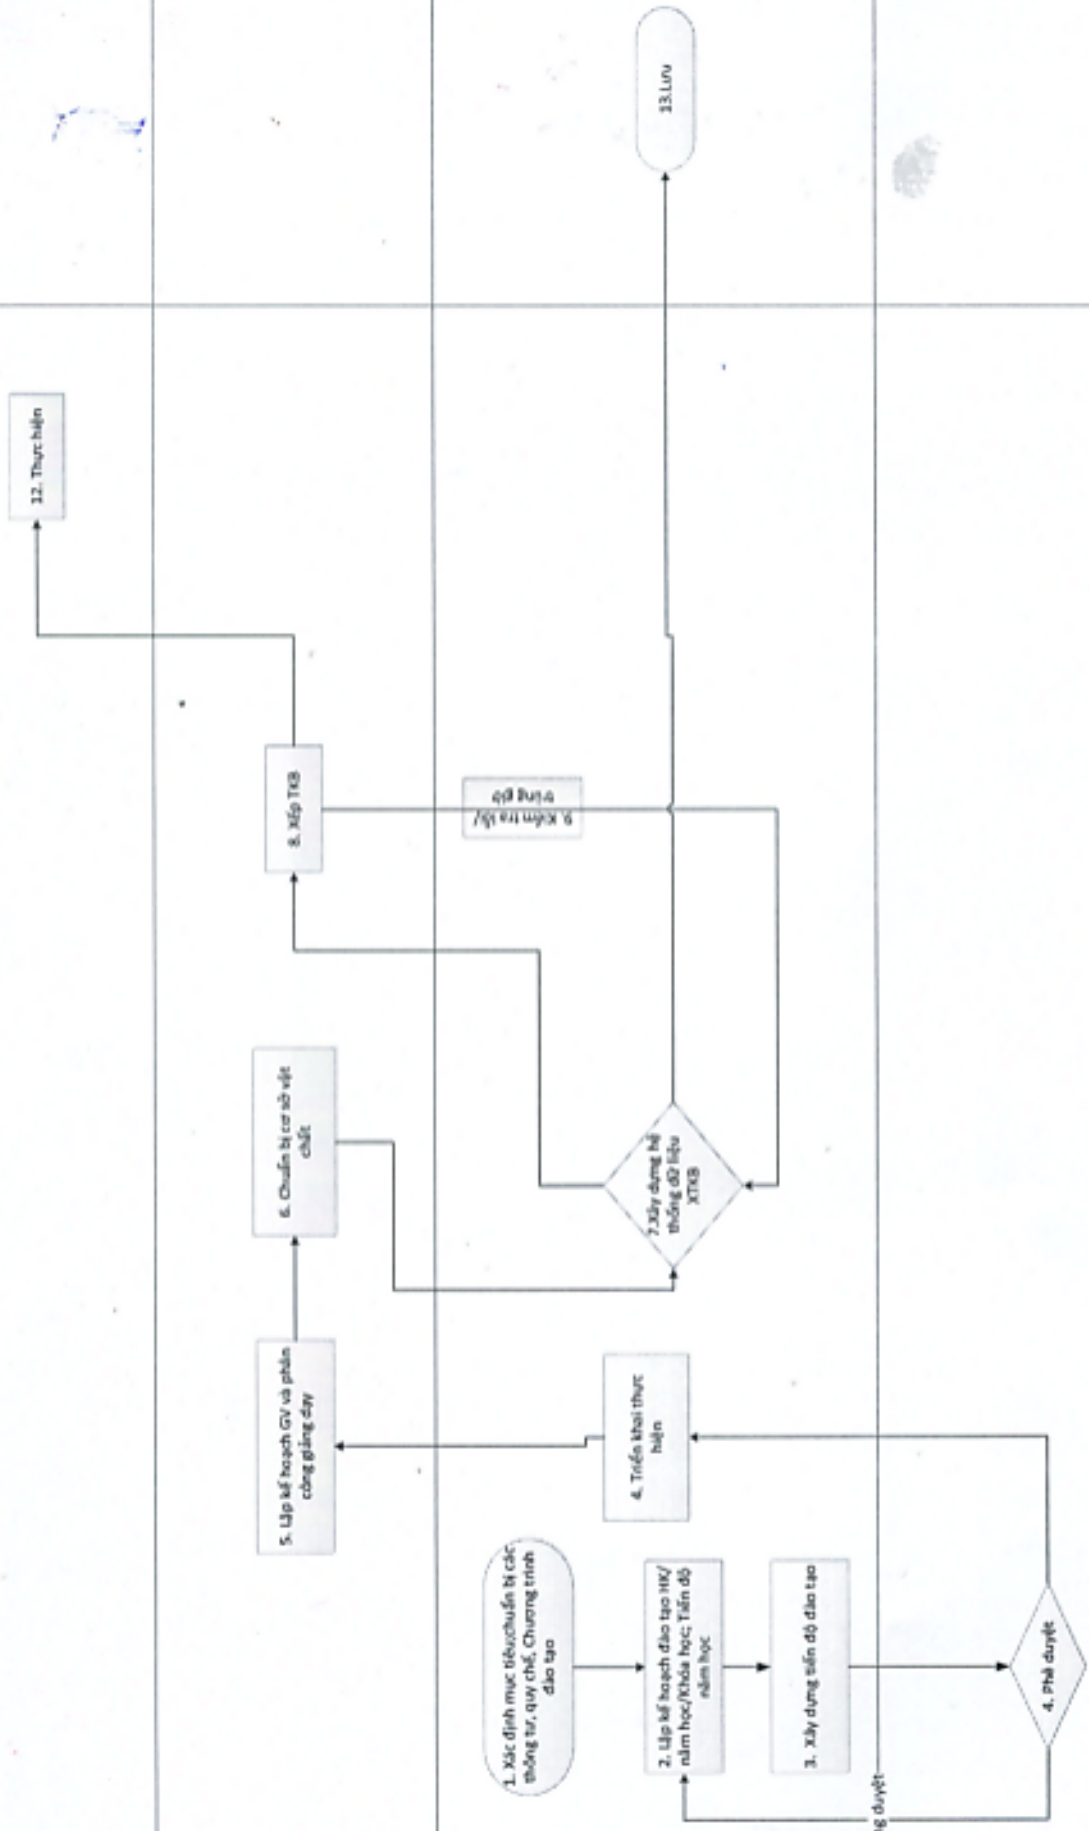 1. Xác định mục tiêu;chuẩn bị các
thông tư, quy chế, Chương trình
đào tạo
2. Lập kế hoạch đào tạo HK/
năm học/Khóa học; Tiến độ
năm học
3. Xây dựng tiến độ đào tạo
4. Phê duyệt
ng duyệt
4. Triển khai thực
hiện
5. Lập kế hoạch GV và phân
công giảng dạy
6. Chuẩn bị cơ sở vật
chất
7.Xây dựng hệ
thống dữ liệu
XTKB
8. Xếp TKB
9. Kiểm tra lỗi/
trùng giờ
12. Thực hiện
13.Lưu